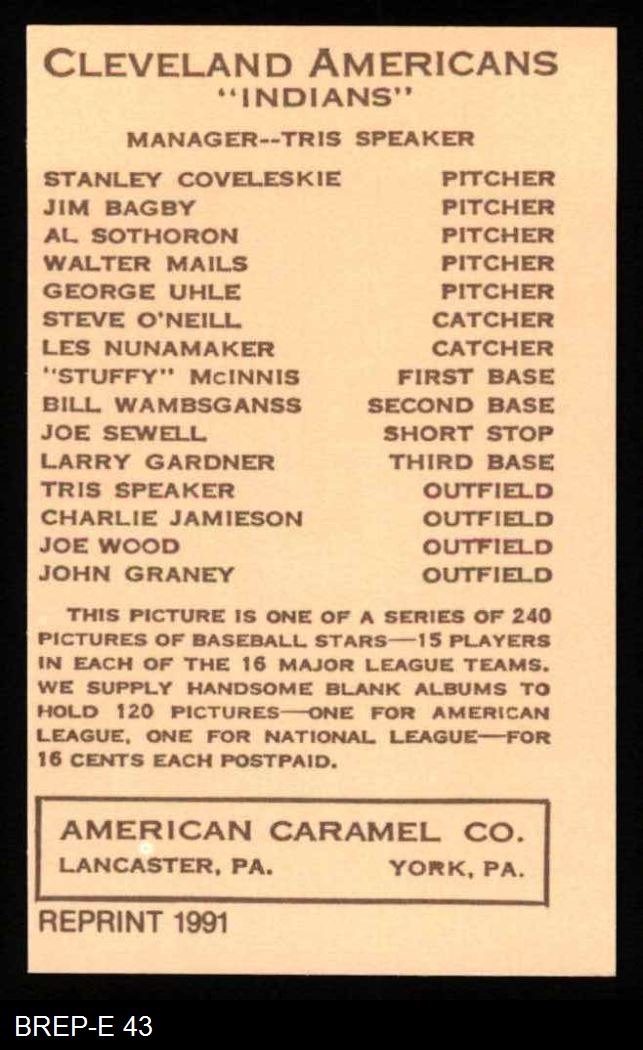 CLEVELAND AMERICANS
"INDIANS"
MANAGER--TRIS SPEAKER
STANLEY COVELESKIE PITCHER
JIM BAGBY PITCHER
AL SOTHORON PITCHER
WALTER MAILS PITCHER
GEORGE UHLE PITCHER
STEVE O'NEILL CATCHER
LES NUNAMAKER CATCHER
"STUFFY" McINNIS FIRST BASE
BILL WAMBSGANSS SECOND BASE
JOE SEWELL SHORT STOP
LARRY GARDNER THIRD BASE
TRIS SPEAKER OUTFIELD
CHARLIE JAMIESON OUTFIELD
JOE WOOD OUTFIELD
JOHN GRANEY OUTFIELD
THIS PICTURE IS ONE OF A SERIES OF 240
PICTURES OF BASEBALL STARS—15 PLAYERS
IN EACH OF THE 16 MAJOR LEAGUE TEAMS.
WE SUPPLY HANDSOME BLANK ALBUMS TO
HOLD 120 PICTURES—ONE FOR AMERICAN
LEAGUE, ONE FOR NATIONAL LEAGUE—FOR
16 CENTS EACH POSTPAID.
AMERICAN CARAMEL CO.
LANCASTER, PA. YORK, PA.
REPRINT 1991
BREP-E 43